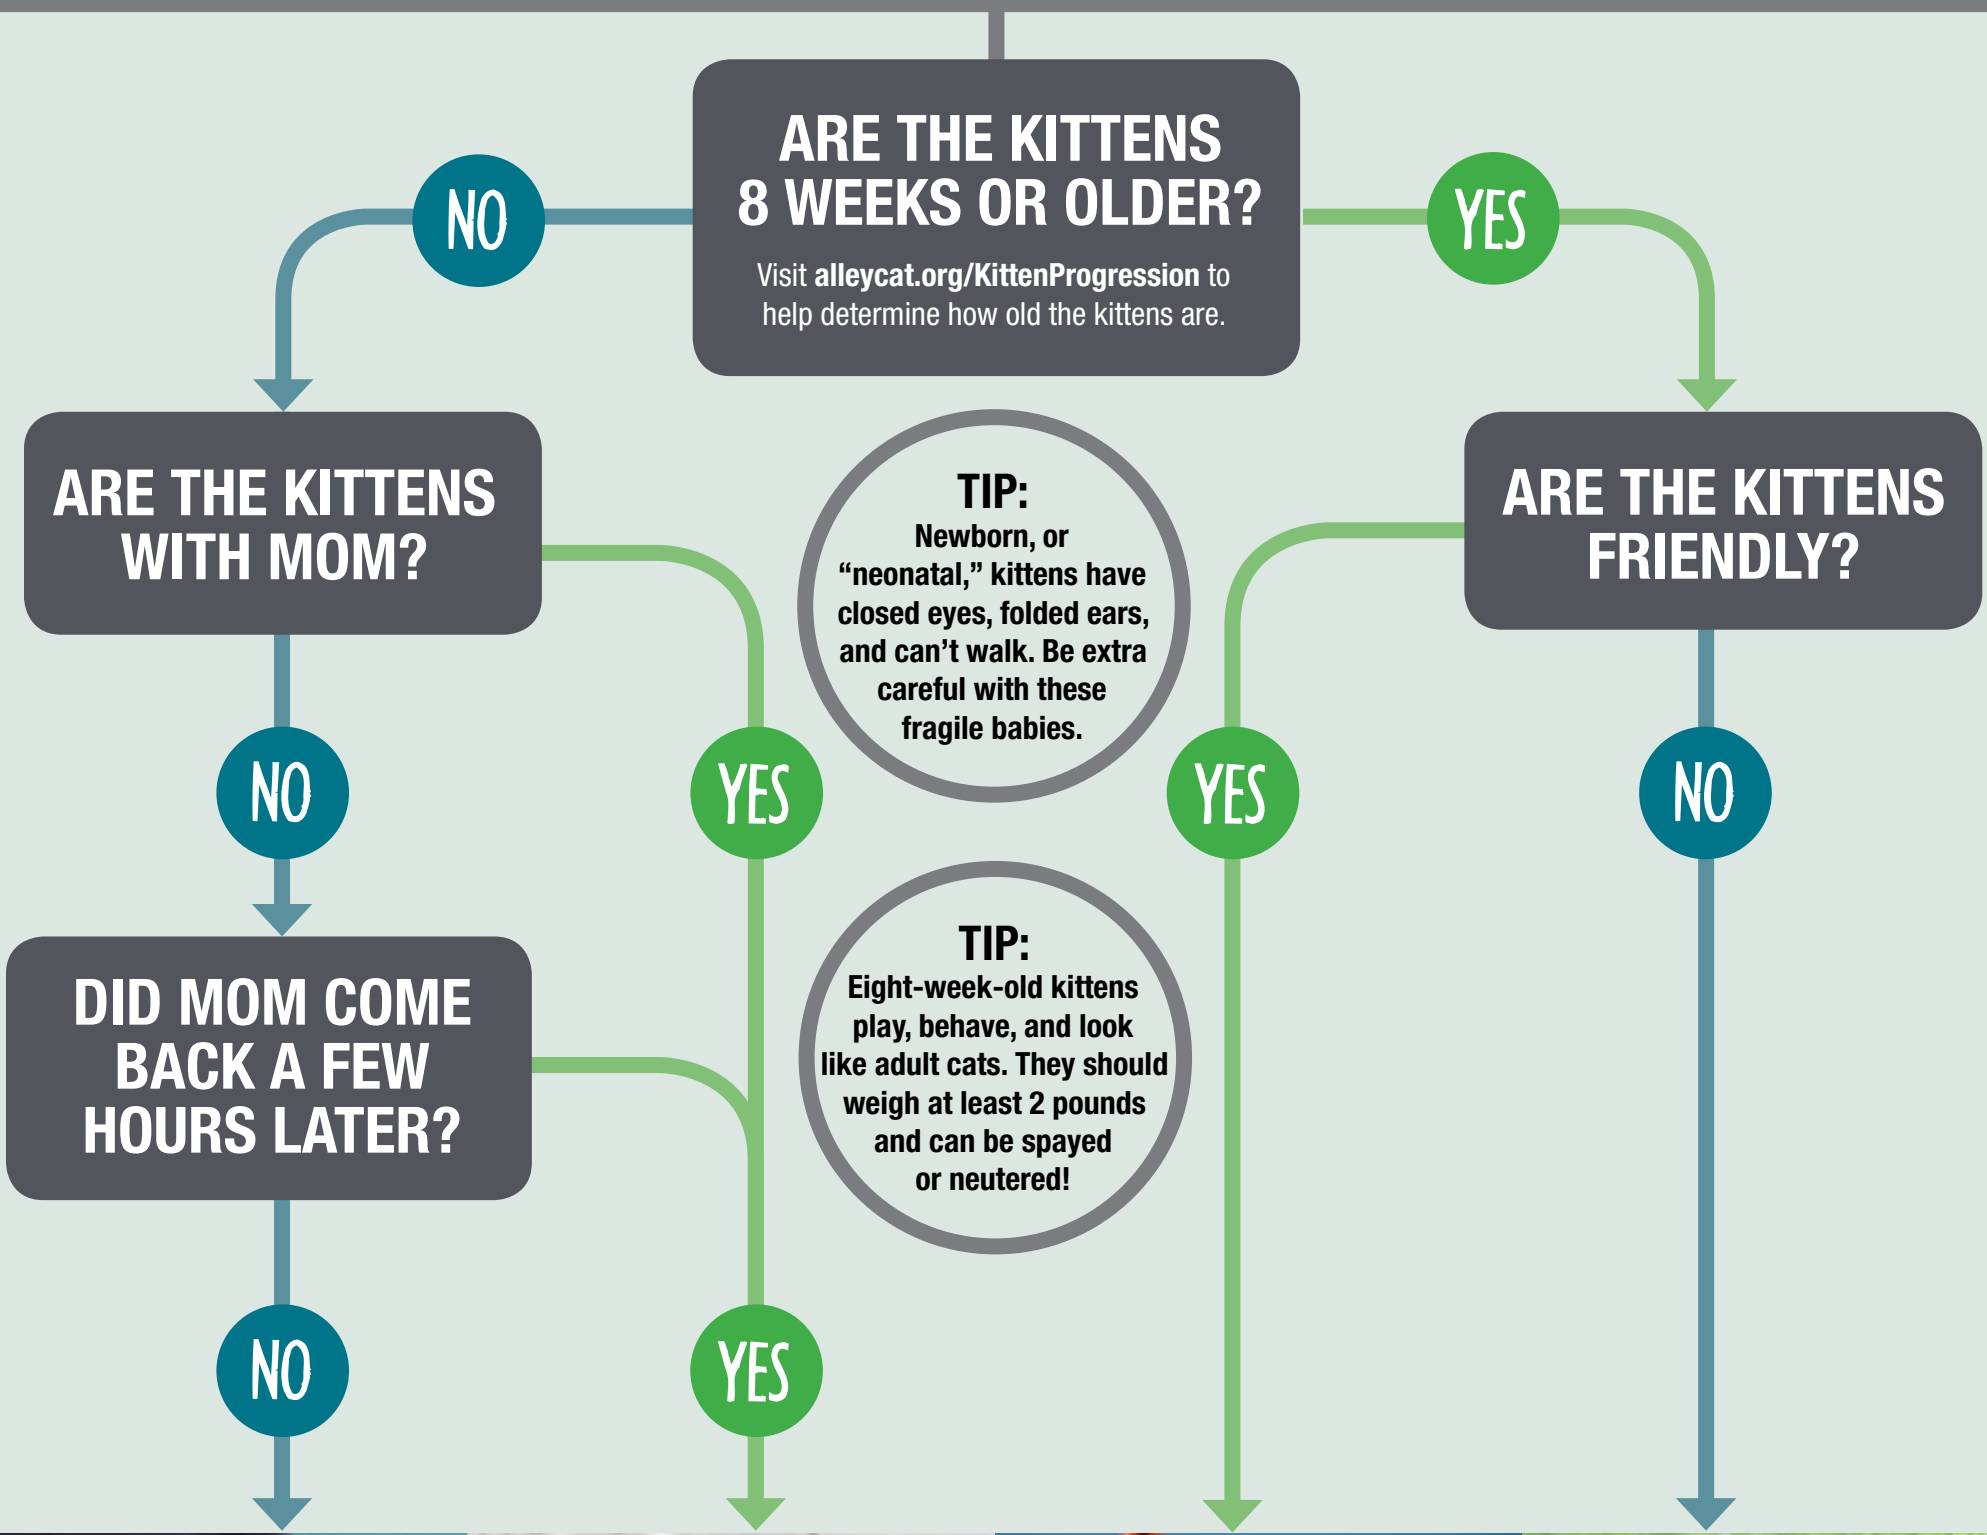 ARE THE KITTENS
8 WEEKS OR OLDER?
Visit alleycat.org/KittenProgression to
help determine how old the kittens are.
NO
YES
ARE THE KITTENS
WITH MOM?
TIP:
Newborn, or
“neonatal,” kittens have
closed eyes, folded ears,
and can’t walk. Be extra
careful with these
fragile babies.
ARE THE KITTENS
FRIENDLY?
NO
YES
YES
NO
DID MOM COME
BACK A FEW
HOURS LATER?
TIP:
Eight-week-old kittens
play, behave, and look
like adult cats. They should
weigh at least 2 pounds
and can be spayed
or neutered!
NO
YES